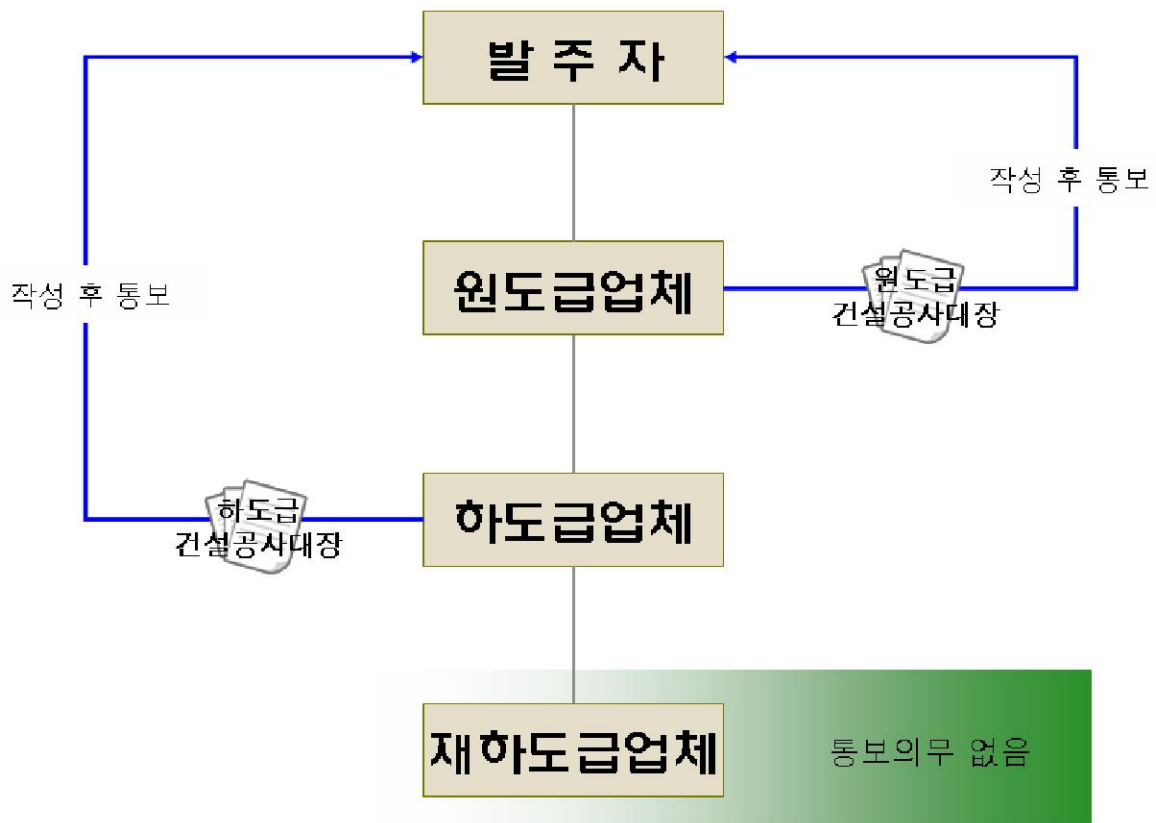 발 주 자
작성 후 통보
원도급업체
원도급
건설공사대장
작성 후 통보
하도급업체
하도급
건설공사대장
재하도급업체
통보의무 없음